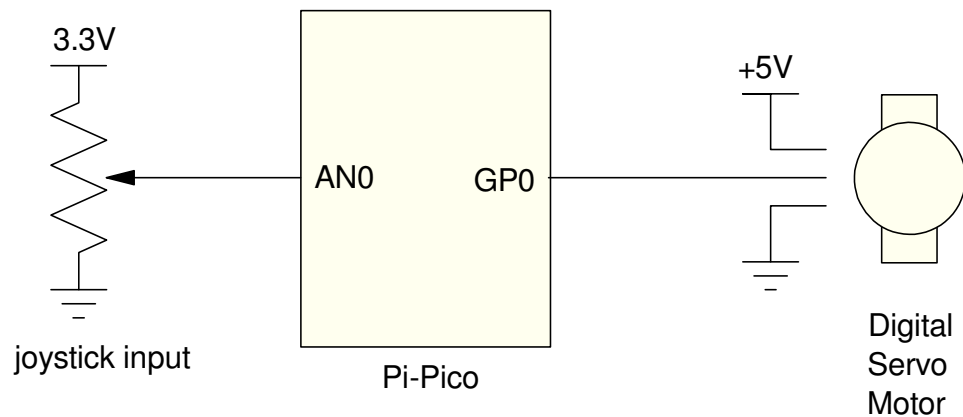 3.3V
+5V
AN0
GP0
joystick input
Pi-Pico
Digital
Servo
Motor